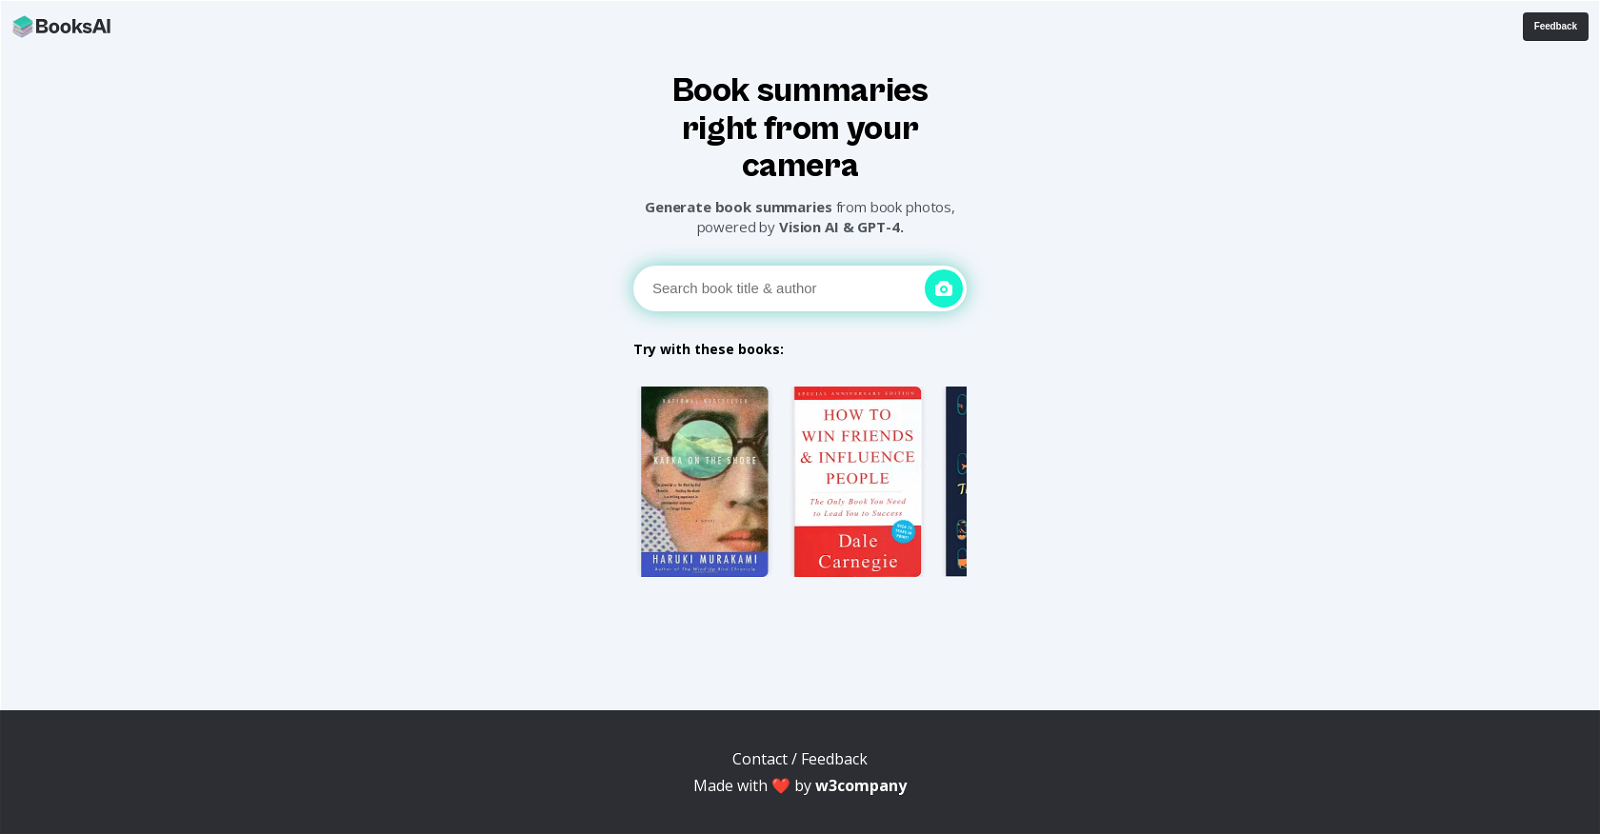 BooksAI
Feedback
Book summaries
right from your
camera
Generate book summaries from book photos,
powered by Vision AI & GPT-4.
Search book title & author
Try with these books:
NATIONAL BESTSELLER
KAFKA ON THE SHORE
A NOVEL
HARUKI MURAKAMI
Author of The Wind-Up Bird Chronicle
SPECIAL ANNIVERSARY EDITION
HOW TO
WIN FRIENDS
& INFLUENCE
PEOPLE
The Only Book You Need
to Lead You to Success
Dale
Carnegie
Contact / Feedback
Made with ❤️ by w3company